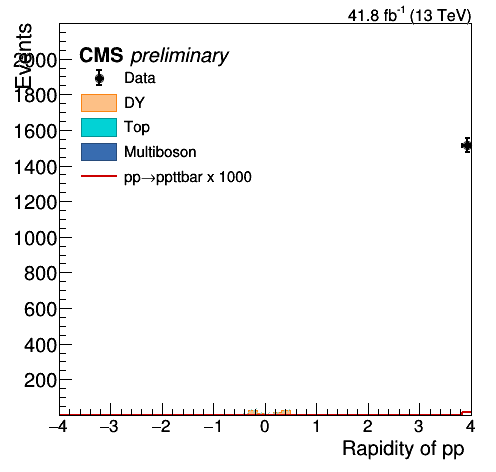 41.8 fb⁻¹ (13 TeV)
Events
CMS preliminary
Data
DY
Top
Multiboson
pp→ppttbar x 1000
2000
1800
1600
1400
1200
1000
800
600
400
200
−4 −3 −2 −1 0 1 2 3 4
Rapidity of pp